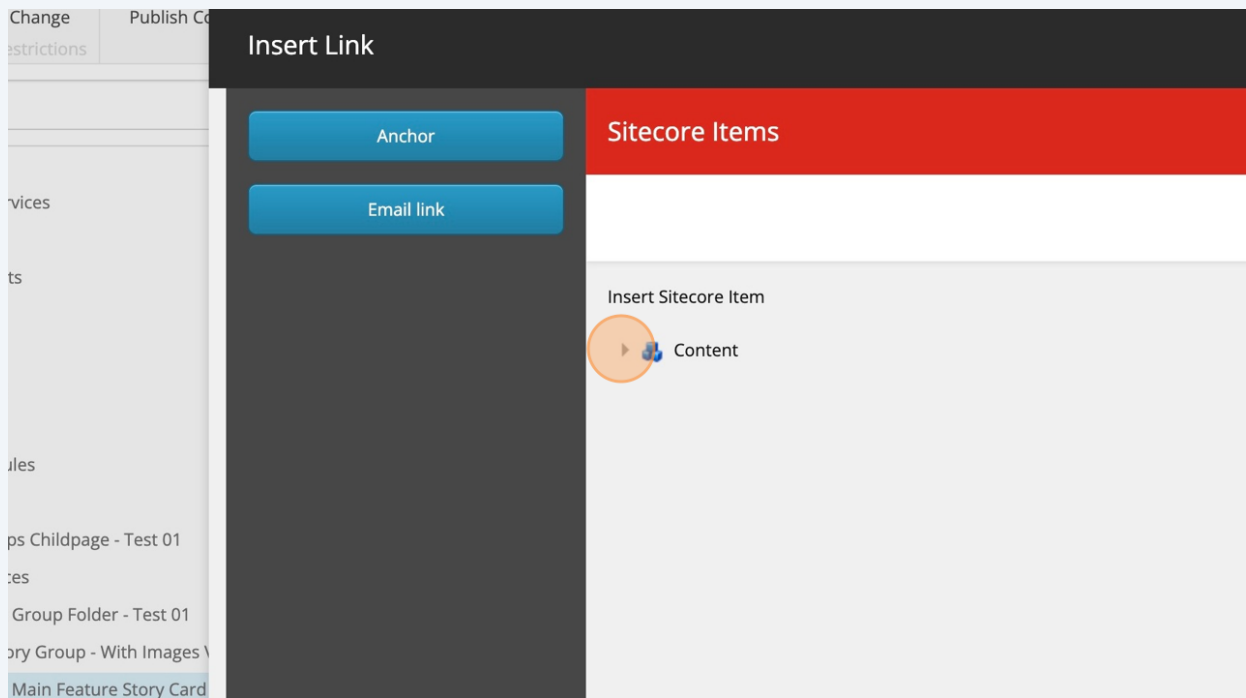 Change
Publish Co
estrictions
Insert Link
Anchor
Email link
Sitecore Items
rvices
ts
Insert Sitecore Item
Content
ules
ps Childpage - Test 01
ces
Group Folder - Test 01
ory Group - With Images V
Main Feature Story Card